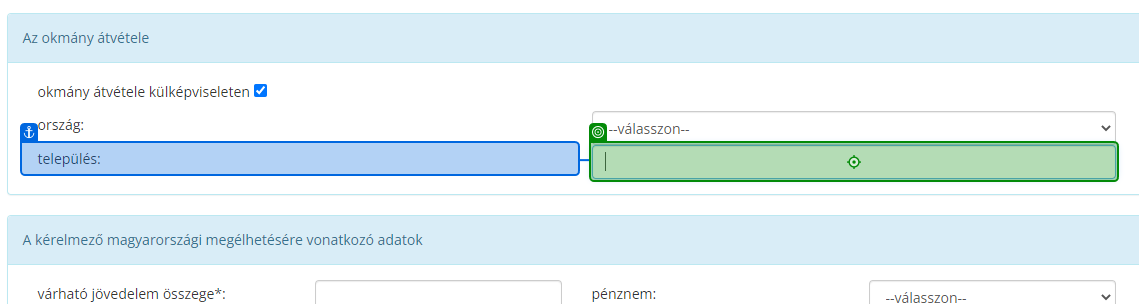 Az okmány átvétele
okmány átvétele külképviseleten
ország: --válasszon--
település:
A kérelmező magyarországi megélhetésére vonatkozó adatok
várható jövedelem összege*: pénznem: --válasszon--